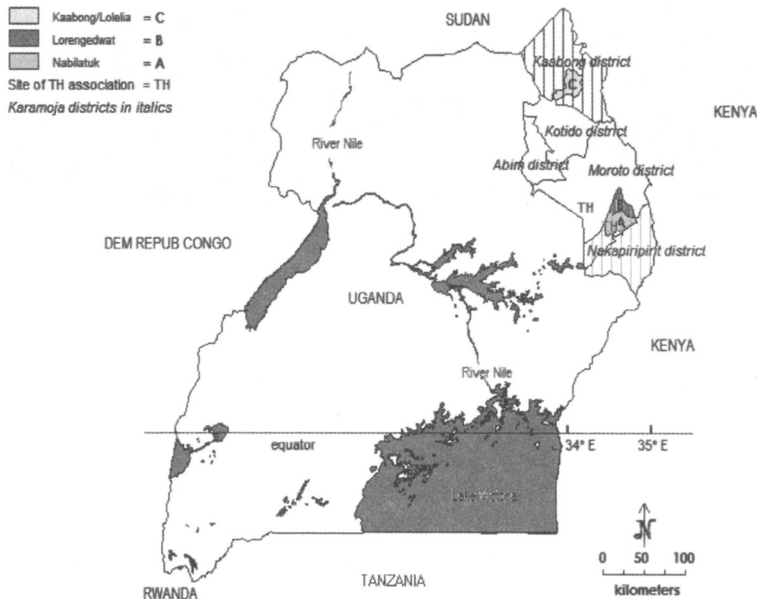 Kaabong/Lolelia = C
Lorengedwat = B
Nabilatuk = A
Site of TH association = TH
Karamoja districts in italics
SUDAN
Kaabong district
C
KENYA
Kotido district
River Nile
Abim district
Moroto district
TH
B
TH A
DEM REPUB CONGO
Nakapiripirit district
UGANDA
KENYA
River Nile
equator
34° E
35° E
Lake Victoria
N
0 50 100
kilometers
TANZANIA
RWANDA